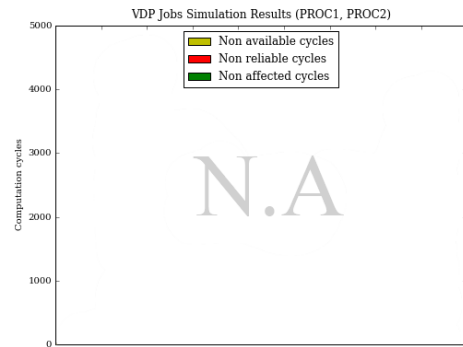 VDP Jobs Simulation Results (PROC1, PROC2)
5000
Non available cycles
Non reliable cycles
Non affected cycles
4000
3000
2000
1000
0
Computation cycles
N.A